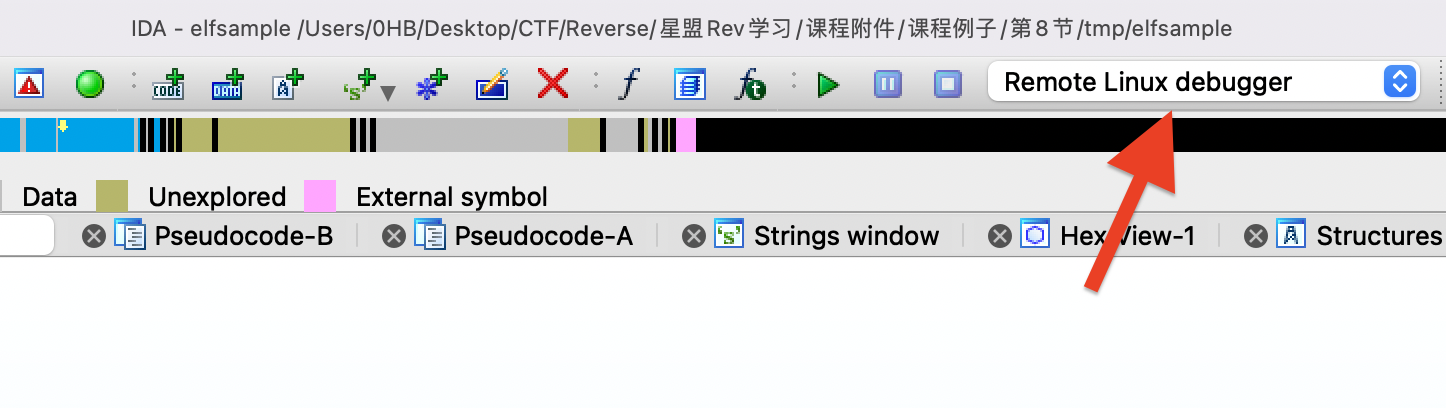 IDA - elfsample /Users/0HB/Desktop/CTF/Reverse/星盟Rev学习/课程附件/课程例子/第8节/tmp/elfsample
CODE DATA A 's' f f t Remote Linux debugger
Data Unexplored External symbol
Pseudocode-B Pseudocode-A 's' Strings window Hex View-1 A Structures